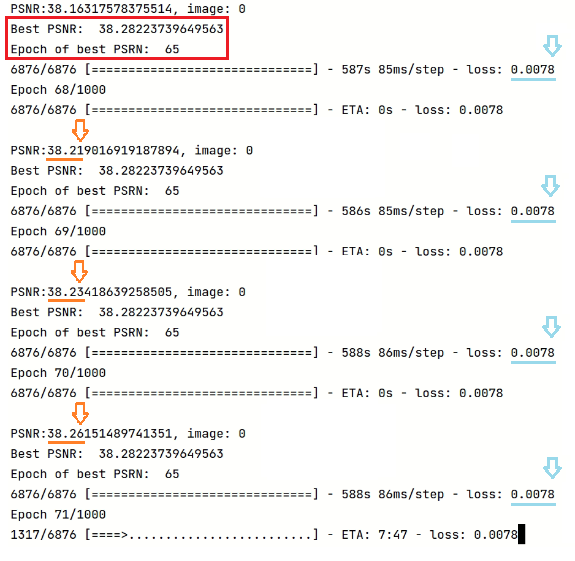 PSNR:38.16317578375514, image: 0
Best PSNR:  38.28223739649563
Epoch of best PSRN:  65
6876/6876 [==============================] - 587s 85ms/step - loss: 0.0078
Epoch 68/1000
6876/6876 [==============================] - ETA: 0s - loss: 0.0078
PSNR:38.219016919187894, image: 0
Best PSNR:  38.28223739649563
Epoch of best PSRN:  65
6876/6876 [==============================] - 586s 85ms/step - loss: 0.0078
Epoch 69/1000
6876/6876 [==============================] - ETA: 0s - loss: 0.0078
PSNR:38.23418639258505, image: 0
Best PSNR:  38.28223739649563
Epoch of best PSRN:  65
6876/6876 [==============================] - 588s 86ms/step - loss: 0.0078
Epoch 70/1000
6876/6876 [==============================] - ETA: 0s - loss: 0.0078
PSNR:38.26151489741351, image: 0
Best PSNR:  38.28223739649563
Epoch of best PSRN:  65
6876/6876 [==============================] - 588s 86ms/step - loss: 0.0078
Epoch 71/1000
1317/6876 [====>.........................] - ETA: 7:47 - loss: 0.0078